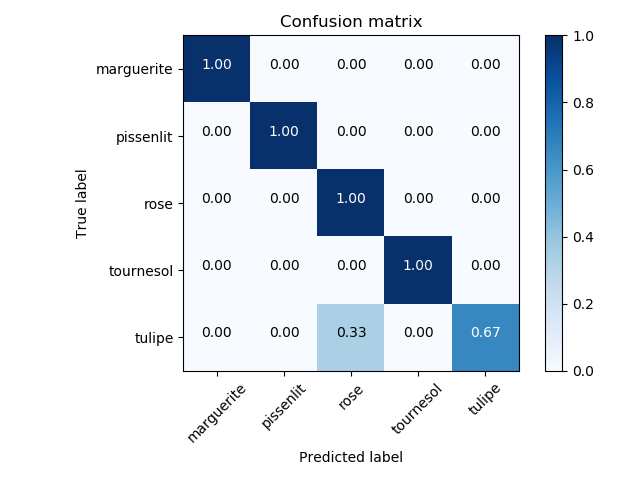 Confusion matrix
marguerite 1.00 0.00 0.00 0.00 0.00
pissenlit 0.00 1.00 0.00 0.00 0.00
rose 0.00 0.00 1.00 0.00 0.00
tournesol 0.00 0.00 0.00 1.00 0.00
tulipe 0.00 0.00 0.33 0.00 0.67
marguerite pissenlit rose tournesol tulipe
Predicted label
True label
1.0
0.8
0.6
0.4
0.2
0.0